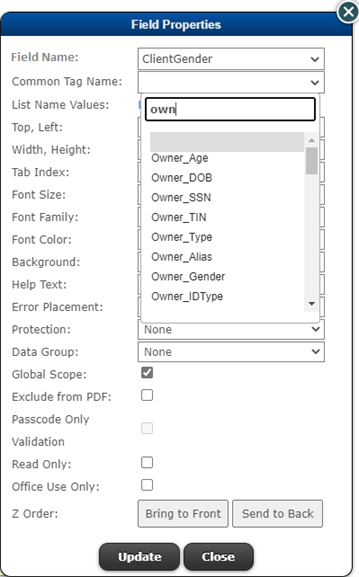 Field Properties
Field Name: ClientGender
Common Tag Name:
List Name Values:
own
Top, Left:
Width, Height:
Owner_Age
Tab Index:
Owner_DOB
Font Size:
Owner_SSN
Font Family:
Owner_TIN
Font Color:
Owner_Type
Background:
Owner_Alias
Help Text:
Owner_Gender
Error Placement:
Owner_IDType
Protection: None
Data Group: None
Global Scope:
Exclude from PDF:
Passcode Only
Validation
Read Only:
Office Use Only:
Z Order: Bring to Front Send to Back
Update Close